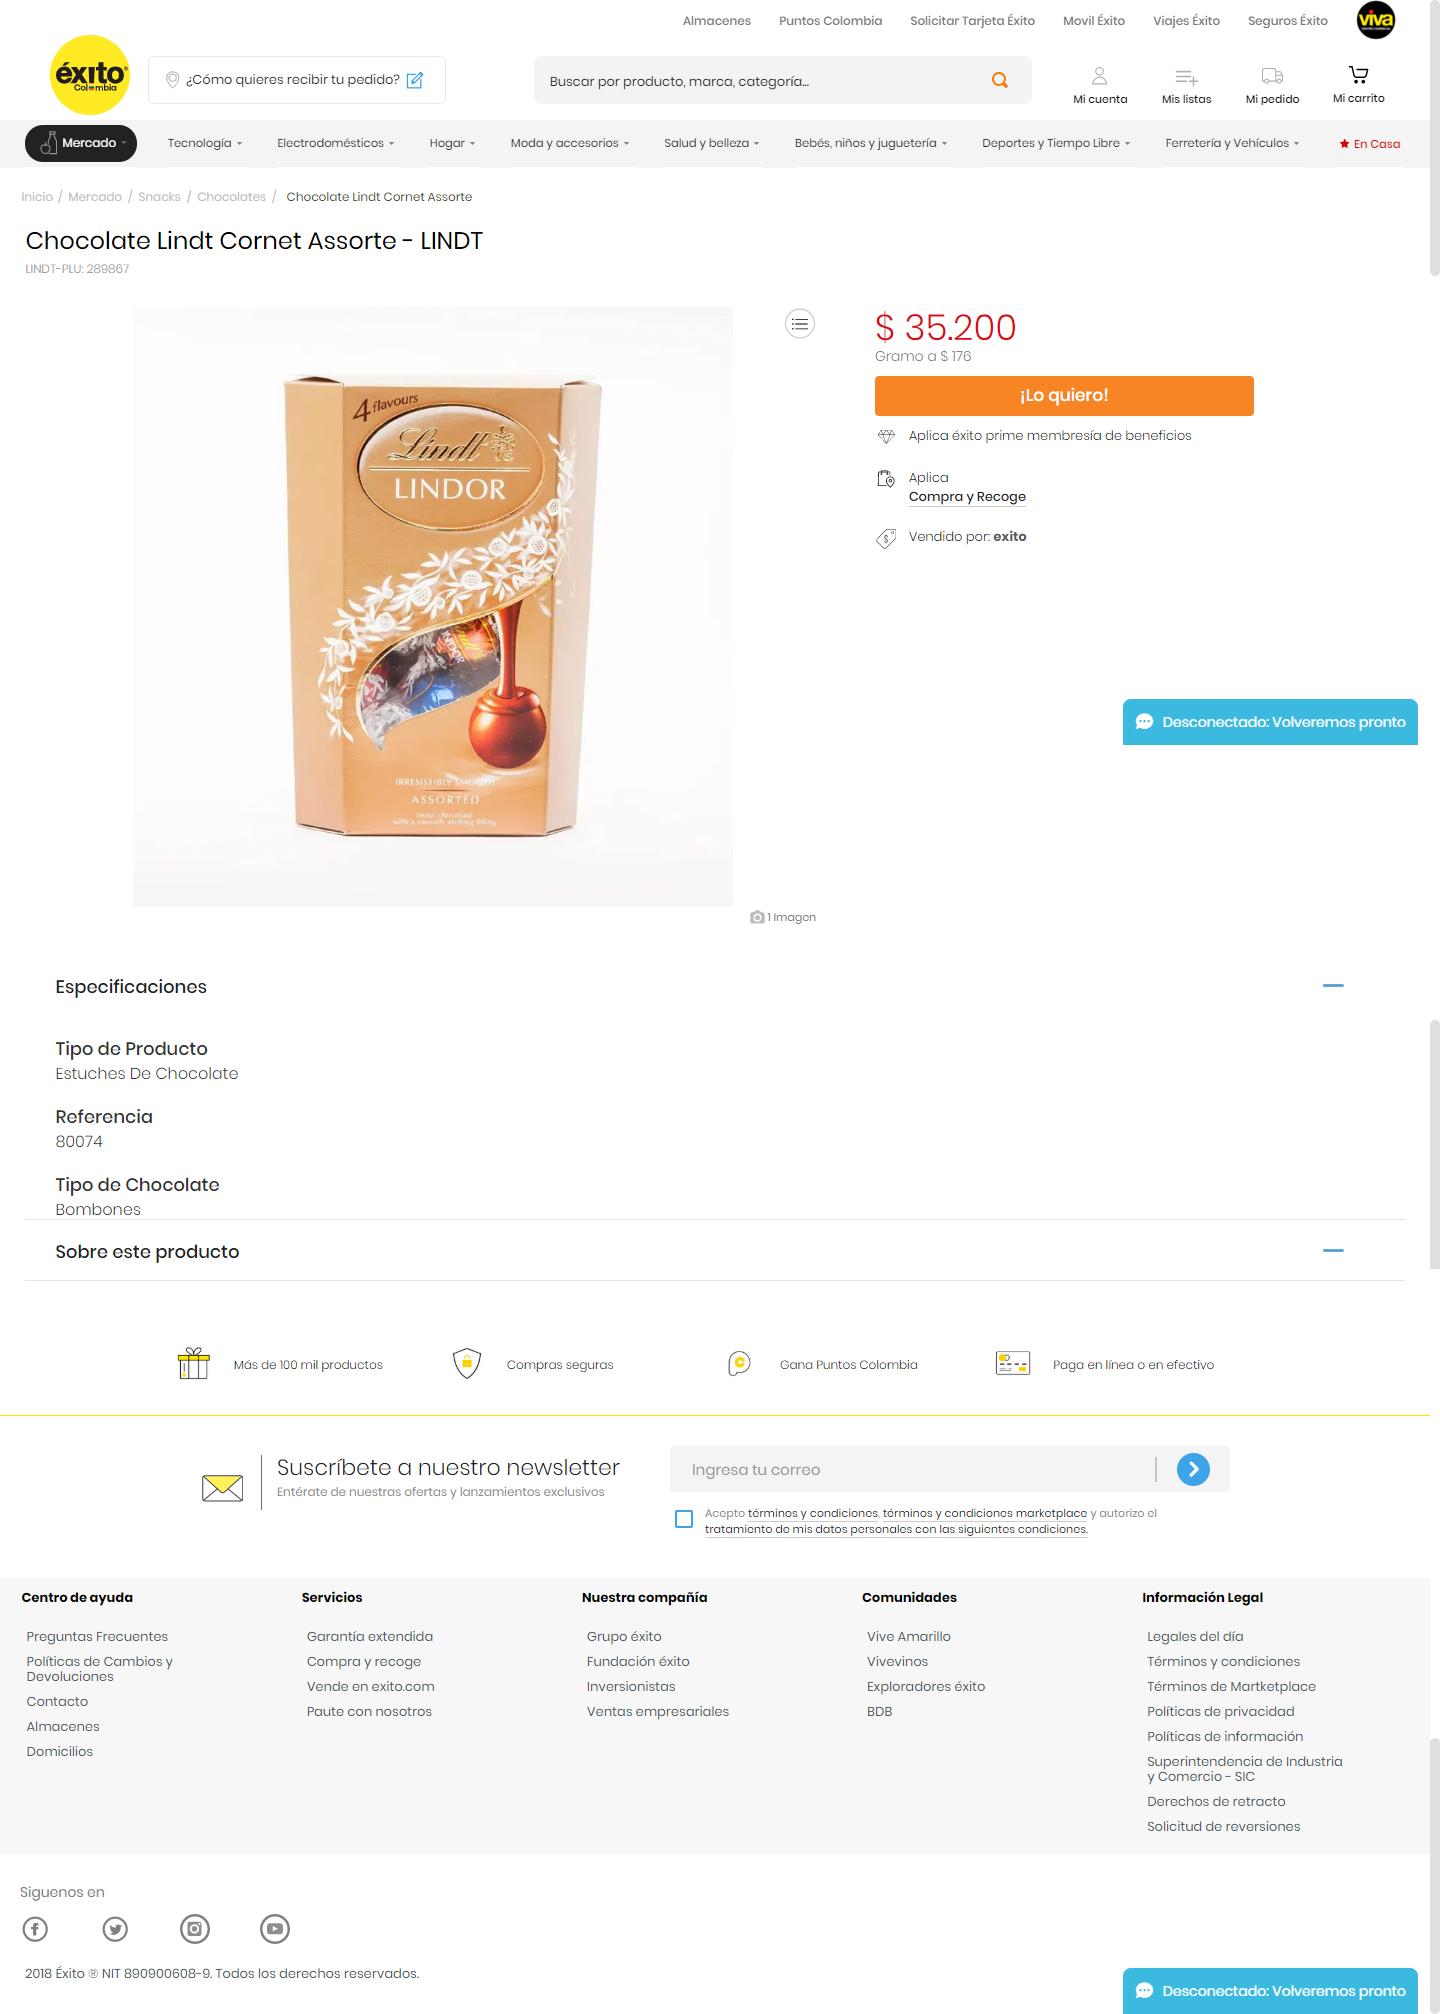 Almacenes Puntos Colombia Solicitar Tarjeta Éxito Movil Éxito Viajes Éxito Seguros Éxito viva
éxito
Colombia
¿Cómo quieres recibir tu pedido?
Buscar por producto, marca, categoría...
Mi cuenta Mis listas Mi pedido Mi carrito
Mercado Tecnología Electrodomésticos Hogar Moda y accesorios Salud y belleza Bebés, niños y juguetería Deportes y Tiempo Libre Ferretería y Vehículos En Casa
Inicio / Mercado / Snacks / Chocolates / Chocolate Lindt Cornet Assorte
Chocolate Lindt Cornet Assorte - LINDT
LINDT-PLU: 289867
4 flavours
Lindt
LINDOR
LINDOR
IRRESISTIBLY SMOOTH
ASSORTED
Swiss chocolate
with a smooth melting filling
1 Imagen
$ 35.200
Gramo a $ 176
¡Lo quiero!
Aplica éxito prime membresía de beneficios
Aplica
Compra y Recoge
Vendido por: exito
Desconectado: Volveremos pronto
Especificaciones
Tipo de Producto
Estuches De Chocolate
Referencia
80074
Tipo de Chocolate
Bombones
Sobre este producto
Más de 100 mil productos
Compras seguras
Gana Puntos Colombia
Paga en línea o en efectivo
Suscríbete a nuestro newsletter
Entérate de nuestras ofertas y lanzamientos exclusivos
Ingresa tu correo
Acepto términos y condiciones, términos y condiciones marketplace y autorizo el
tratamiento de mis datos personales con las siguientes condiciones.
Centro de ayuda
Preguntas Frecuentes
Políticas de Cambios y
Devoluciones
Contacto
Almacenes
Domicilios
Servicios
Garantía extendida
Compra y recoge
Vende en exito.com
Paute con nosotros
Nuestra compañía
Grupo éxito
Fundación éxito
Inversionistas
Ventas empresariales
Comunidades
Vive Amarillo
Vivevinos
Exploradores éxito
BDB
Información Legal
Legales del día
Términos y condiciones
Términos de Martketplace
Políticas de privacidad
Políticas de información
Superintendencia de Industria
y Comercio - SIC
Derechos de retracto
Solicitud de reversiones
Siguenos en
2018 Éxito ® NIT 890900608-9. Todos los derechos reservados.
Desconectado: Volveremos pronto